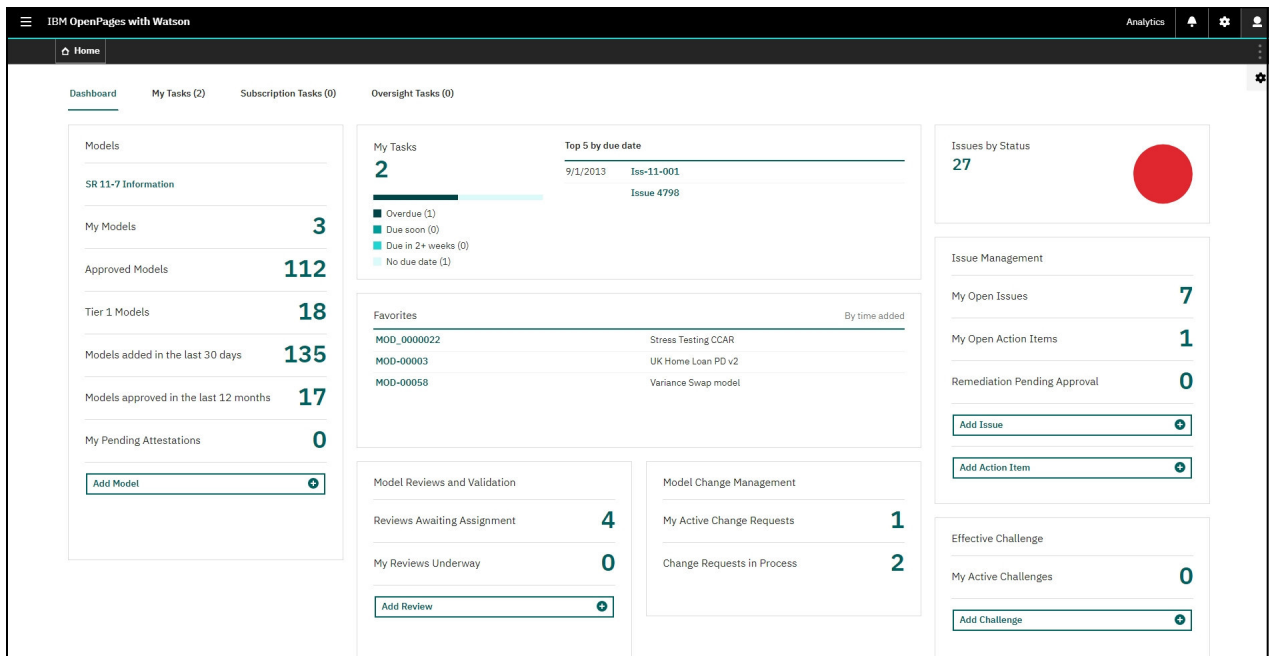 IBM OpenPages with Watson
Analytics
Home
Dashboard
My Tasks (2)
Subscription Tasks (0)
Oversight Tasks (0)
Models
SR 11-7 Information
My Models 3
Approved Models 112
Tier 1 Models 18
Models added in the last 30 days 135
Models approved in the last 12 months 17
My Pending Attestations 0
Add Model
My Tasks
2
Overdue (1)
Due soon (0)
Due in 2+ weeks (0)
No due date (1)
Top 5 by due date
9/1/2013 Iss-11-001
Issue 4798
Favorites By time added
MOD_0000022 Stress Testing CCAR
MOD-00003 UK Home Loan PD v2
MOD-00058 Variance Swap model
Model Reviews and Validation
Reviews Awaiting Assignment 4
My Reviews Underway 0
Add Review
Model Change Management
My Active Change Requests 1
Change Requests in Process 2
Issues by Status
27
Issue Management
My Open Issues 7
My Open Action Items 1
Remediation Pending Approval 0
Add Issue
Add Action Item
Effective Challenge
My Active Challenges 0
Add Challenge